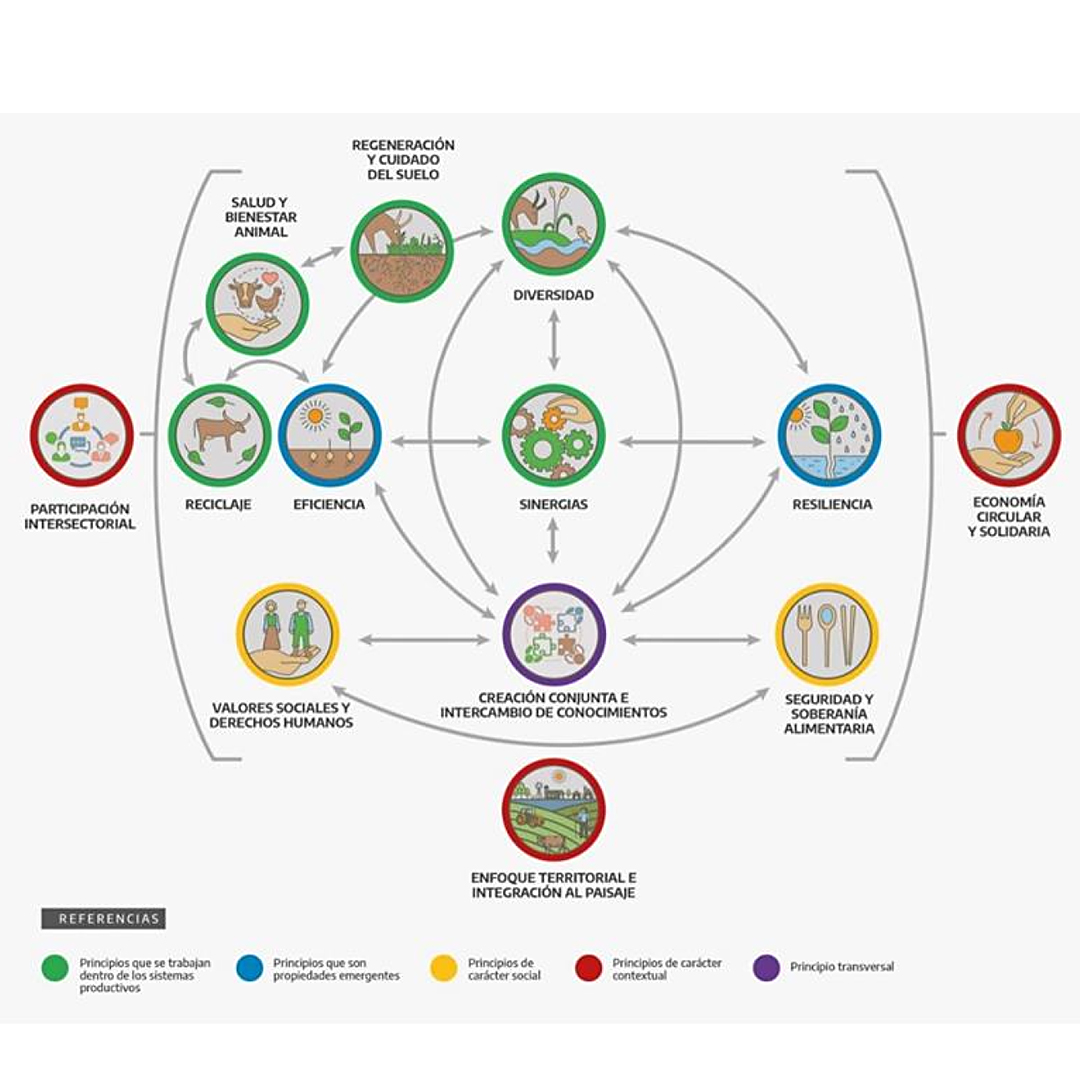 REGENERACIÓN
Y CUIDADO
DEL SUELO
SALUD Y
BIENESTAR
ANIMAL
DIVERSIDAD
PARTICIPACIÓN
INTERSECTORIAL
RECICLAJE
EFICIENCIA
SINERGIAS
RESILIENCIA
ECONOMÍA
CIRCULAR
Y SOLIDARIA
VALORES SOCIALES Y
DERECHOS HUMANOS
CREACIÓN CONJUNTA E
INTERCAMBIO DE CONOCIMIENTOS
SEGURIDAD Y
SOBERANÍA
ALIMENTARIA
ENFOQUE TERRITORIAL E
INTEGRACIÓN AL PAISAJE
REFERENCIAS
Principios que se trabajan
dentro de los sistemas
productivos
Principios que son
propiedades emergentes
Principios de
carácter social
Principios de carácter
contextual
Principio transversal